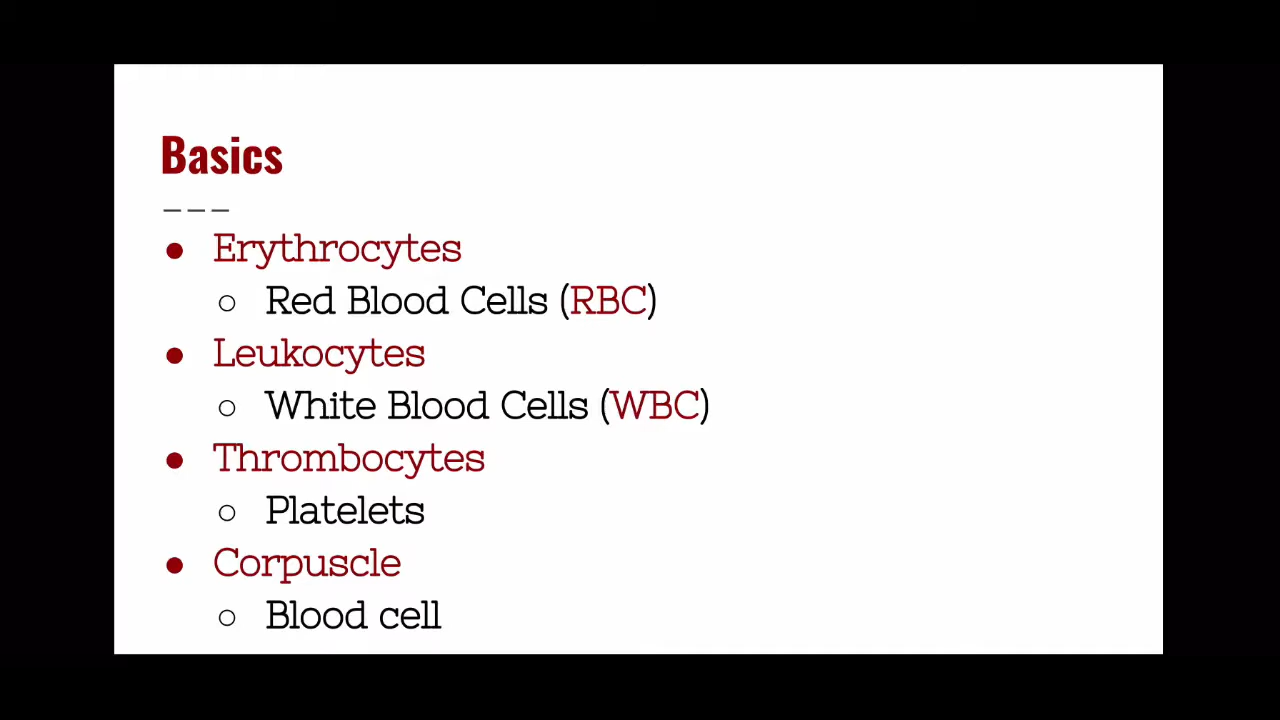 Basics
● Erythrocytes
○ Red Blood Cells (RBC)
● Leukocytes
○ White Blood Cells (WBC)
● Thrombocytes
○ Platelets
● Corpuscle
○ Blood cell